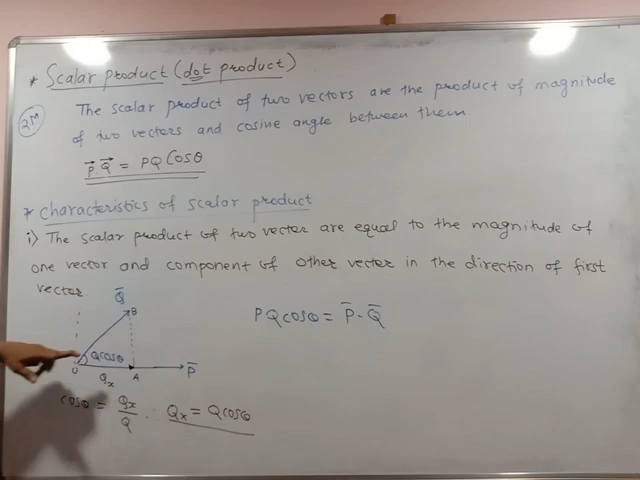 * Scalar product (dot product)
2M
The scalar product of two vectors are the product of magnitude
of two vectors and cosine angle between them.
P⃗.Q⃗ = PQ Cosθ
* Characteristics of scalar product
i) The scalar product of two vector are equal to the magnitude of
one vector and component of other vector in the direction of first
vector.
Q̄
B
PQcosθ = P̄ . Q̄
Qcosθ
O Qx A P̄
cosθ = Qx/Q ∴ Qx = Qcosθ